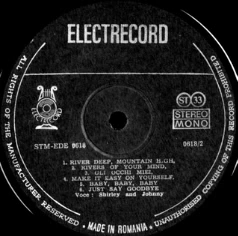 ELECTRECORD
ELECTRECORD
ST 33
STEREO
MONO
STM-EDE 0618
0618/2
1. RIVER DEEP, MOUNTAIN HIGH,
2. RIVERS OF YOUR MIND,
3. GLI OCCHI MIEI,
4. MAKE IT EASY ON YOURSELF,
5. BABY, BABY, BABY
6. JUST SAY GOODBYE
Voce: Shirley and Johnny
ALL RIGHTS OF THE MANUFACTURER RESERVED • MADE IN ROMANIA • UNAUTHORISED COPYING OF THIS RECORD PROHIBITED